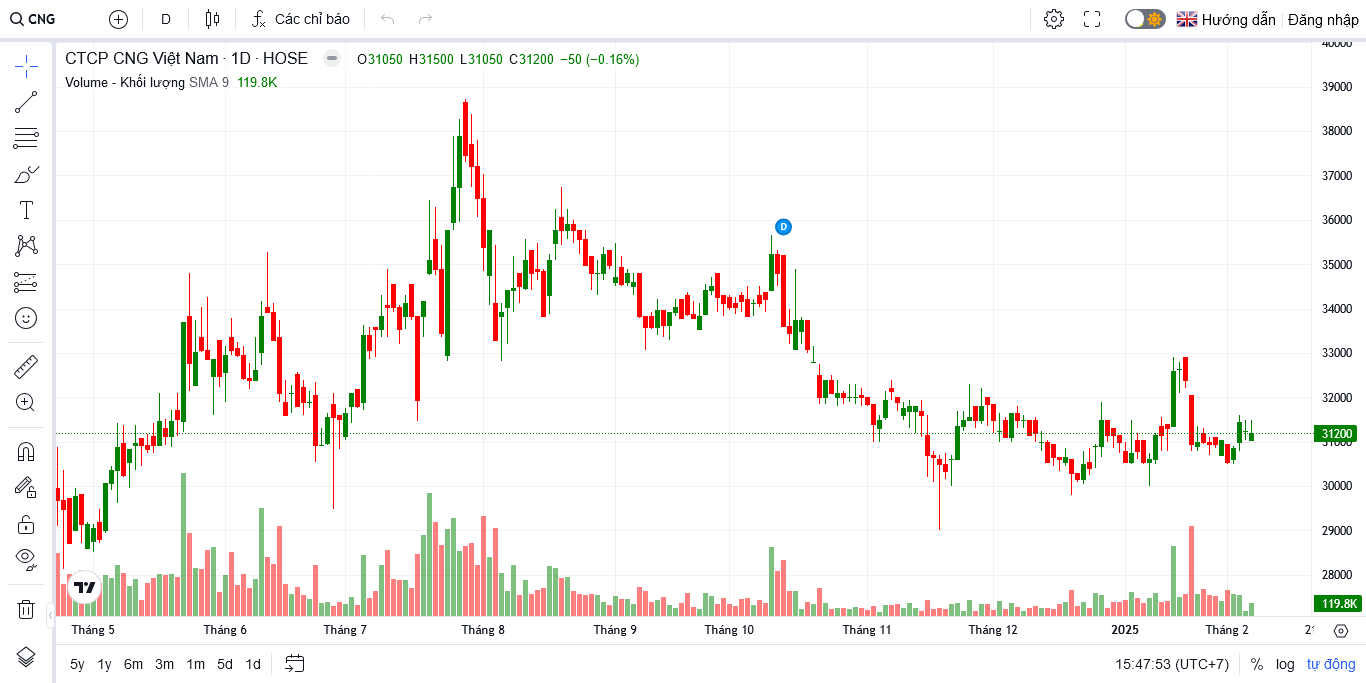 CNG D Các chỉ báo Hướng dẫn Đăng nhập
CTCP CNG Việt Nam · 1D · HOSE O31050 H31500 L31050 C31200 −50 (−0.16%)
Volume - Khối lượng SMA 9 119.8K
D
40000
39000
38000
37000
36000
35000
34000
33000
32000
31200
31000
30000
29000
28000
119.8K
Tháng 5 Tháng 6 Tháng 7 Tháng 8 Tháng 9 Tháng 10 Tháng 11 Tháng 12 2025 Tháng 2
5y 1y 6m 3m 1m 5d 1d 15:47:53 (UTC+7) % log tự động